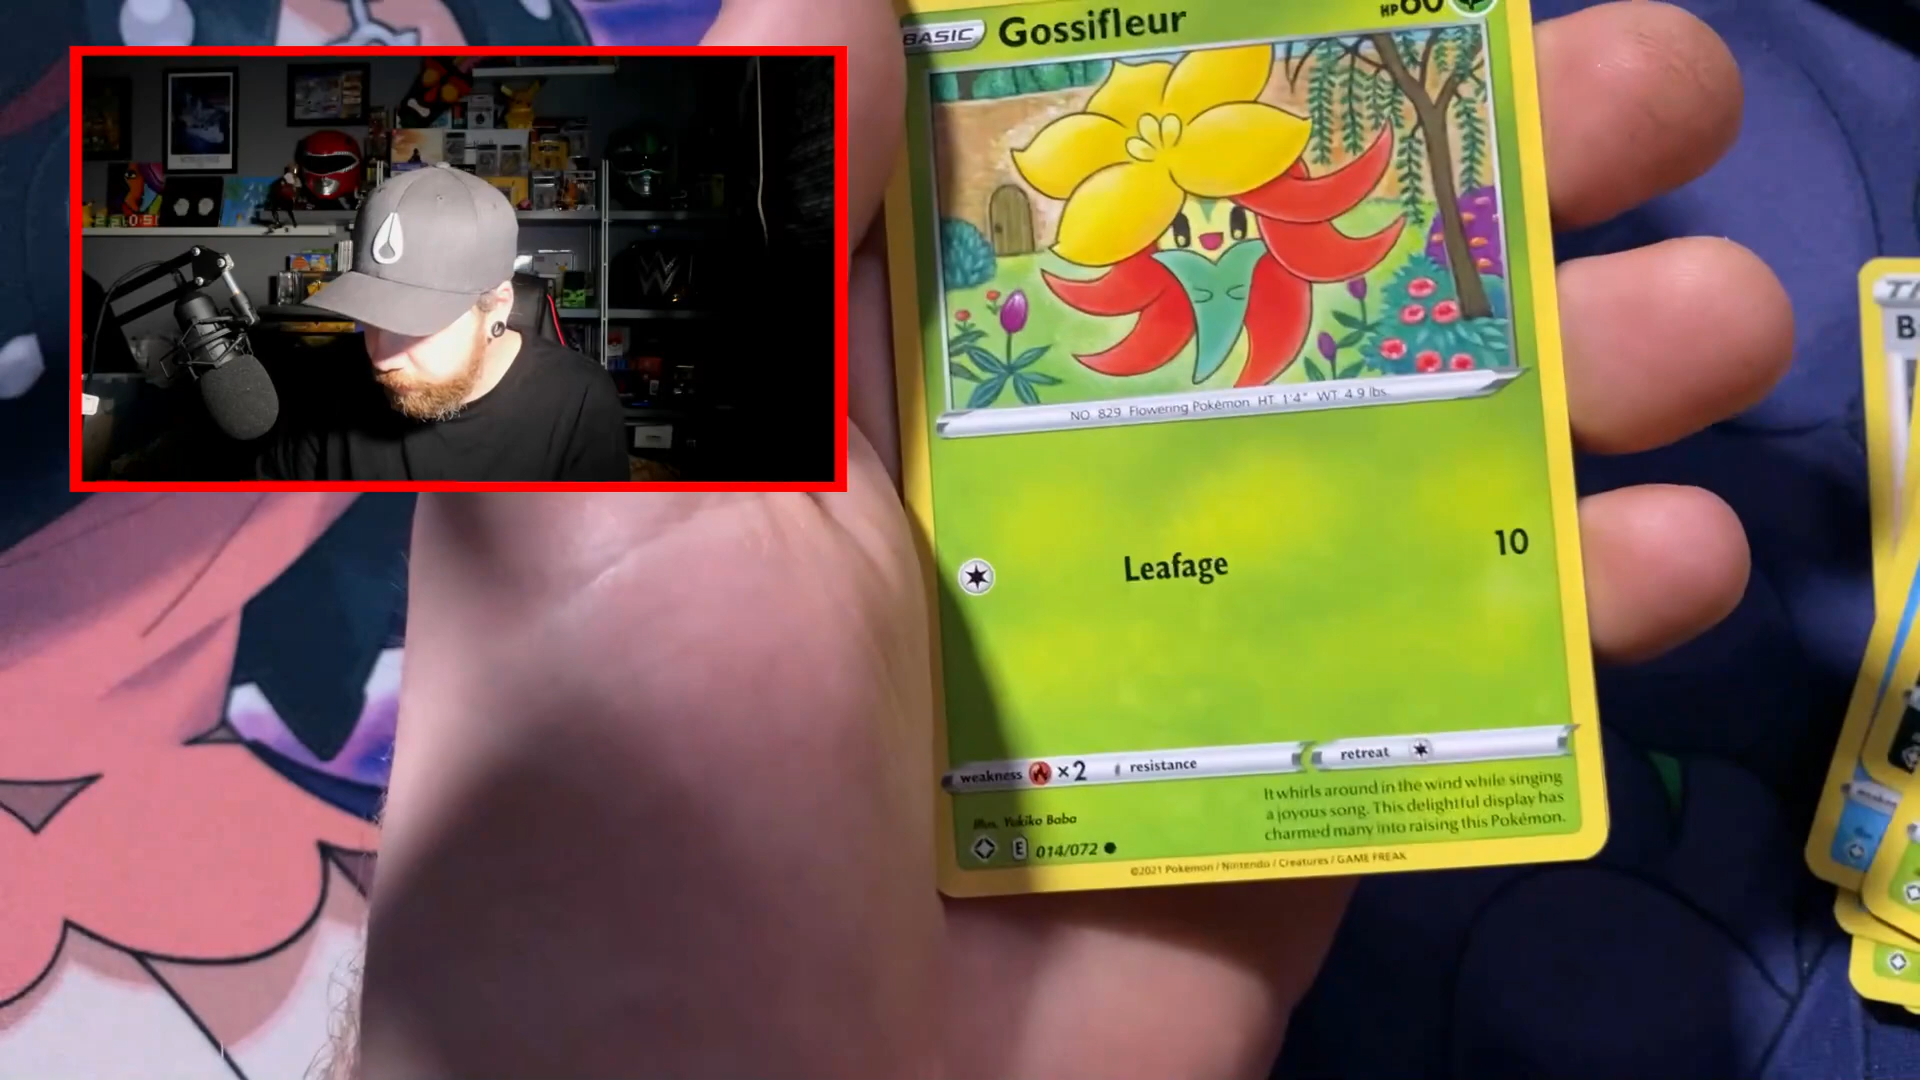 BASIC Gossifleur HP 60
NO. 829 Flowering Pokémon HT 1'4" WT 4.9 lbs.
Leafage 10
weakness ×2 resistance retreat
It whirls around in the wind while singing
a joyous song. This delightful display has
charmed many into raising this Pokémon.
Illus. Yukiko Baba
E 014/072
©2021 Pokémon / Nintendo / Creatures / GAME FREAK
W